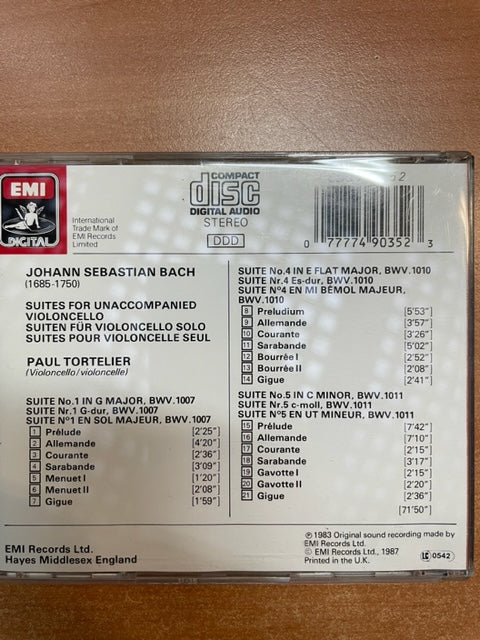 EMI
DIGITAL
International
Trade Mark of
EMI Records
Limited
COMPACT
disc
DIGITAL AUDIO
STEREO
DDD
2
0 77774 90352 3
JOHANN SEBASTIAN BACH
(1685-1750)
SUITES FOR UNACCOMPANIED
VIOLONCELLO
SUITEN FÜR VIOLONCELLO SOLO
SUITES POUR VIOLONCELLE SEUL
PAUL TORTELIER
(Violoncello/violoncelle)
SUITE No.1 IN G MAJOR, BWV.1007
SUITE Nr.1 G-dur, BWV.1007
SUITE Nº1 EN SOL MAJEUR, BWV.1007
1 Prélude [2'25"]
2 Allemande [4'20"]
3 Courante [2'36"]
4 Sarabande [3'09"]
5 Menuet I [1'20"]
6 Menuet II [2'08"]
7 Gigue [1'59"]
SUITE No.4 IN E FLAT MAJOR, BWV.1010
SUITE Nr.4 Es-dur, BWV.1010
SUITE Nº4 EN MI BÉMOL MAJEUR,
BWV.1010
8 Preludium [5'53"]
9 Allemande [3'57"]
10 Courante [3'26"]
11 Sarabande [5'02"]
12 Bourrée I [2'52"]
13 Bourrée II [2'08"]
14 Gigue [2'41"]
SUITE No.5 IN C MINOR, BWV.1011
SUITE Nr.5 c-moll, BWV.1011
SUITE Nº5 EN UT MINEUR, BWV.1011
15 Prélude [7'42"]
16 Allemande [7'10"]
17 Courante [2'15"]
18 Sarabande [3'17"]
19 Gavotte I [2'15"]
20 Gavotte II [2'20"]
21 Gigue [2'36"]
[71'50"]
EMI Records Ltd.
Hayes Middlesex England
℗ 1983 Original sound recording made by
EMI Records Ltd.
© EMI Records Ltd., 1987
Printed in the U.K.
LC 0542